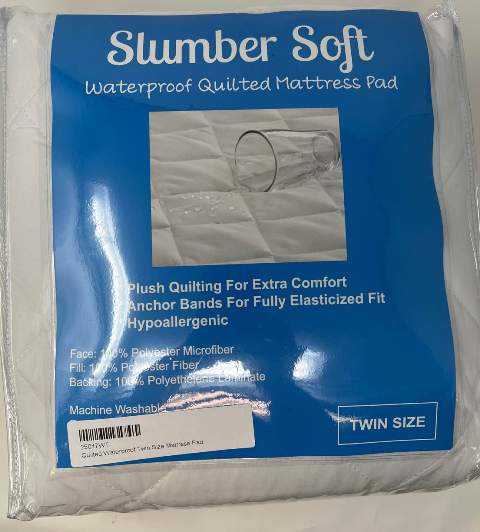 Slumber Soft
Waterproof Quilted Mattress Pad
Plush Quilting For Extra Comfort
Anchor Bands For Fully Elasticized Fit
Hypoallergenic
Face: 100% Polyester Microfiber
Fill: 100% Polyester Fiber
Backing: 100% Polyethelene Laminate
Machine Washable
TWIN SIZE
Quilted Waterproof Twin Size Mattress Pad